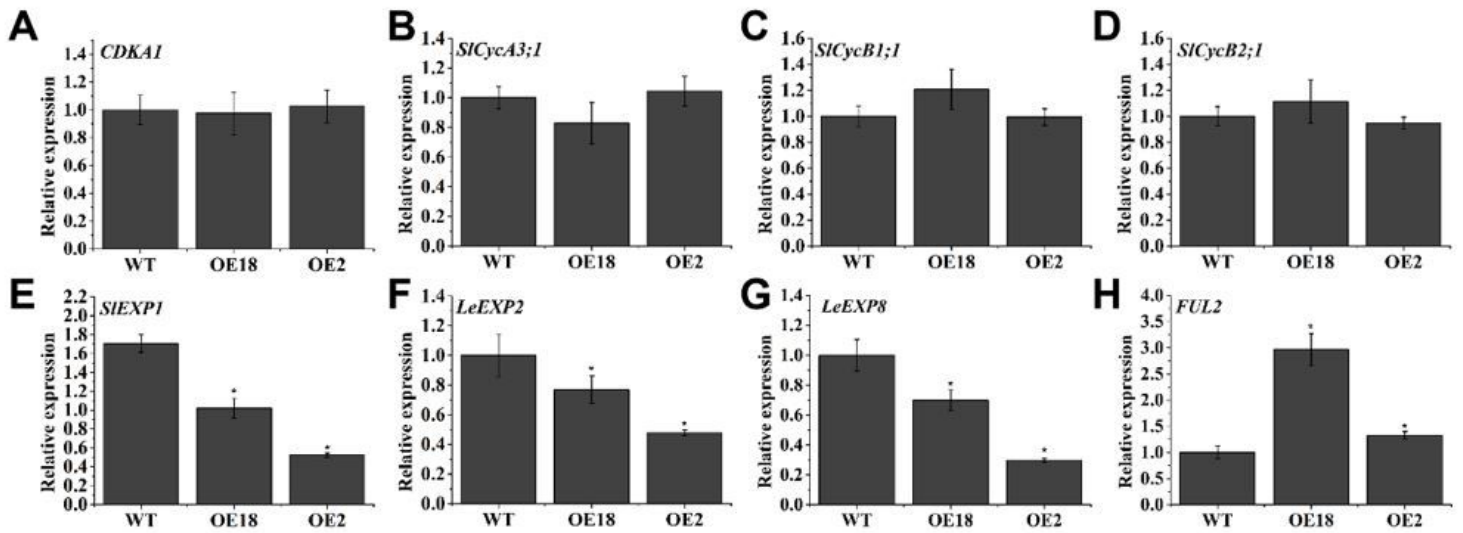 A
CDKA1
Relative expression
1.4
1.2
1.0
0.8
0.6
0.4
0.2
0.0
WT OE18 OE2
B
SlCycA3;1
Relative expression
1.4
1.2
1.0
0.8
0.6
0.4
0.2
0.0
WT OE18 OE2
C
SlCycB1;1
Relative expression
1.6
1.4
1.2
1.0
0.8
0.6
0.4
0.2
0.0
WT OE18 OE2
D
SlCycB2;1
Relative expression
1.6
1.4
1.2
1.0
0.8
0.6
0.4
0.2
0.0
WT OE18 OE2
E
SlEXP1
Relative expression
2.2
2.0
1.8
1.6
1.4
1.2
1.0
0.8
0.6
0.4
0.2
0.0
*
*
WT OE18 OE2
F
LeEXP2
Relative expression
1.4
1.2
1.0
0.8
0.6
0.4
0.2
0.0
*
*
WT OE18 OE2
G
LeEXP8
Relative expression
1.4
1.2
1.0
0.8
0.6
0.4
0.2
0.0
*
*
WT OE18 OE2
H
FUL2
Relative expression
4.0
3.5
3.0
2.5
2.0
1.5
1.0
0.5
0.0
*
*
WT OE18 OE2